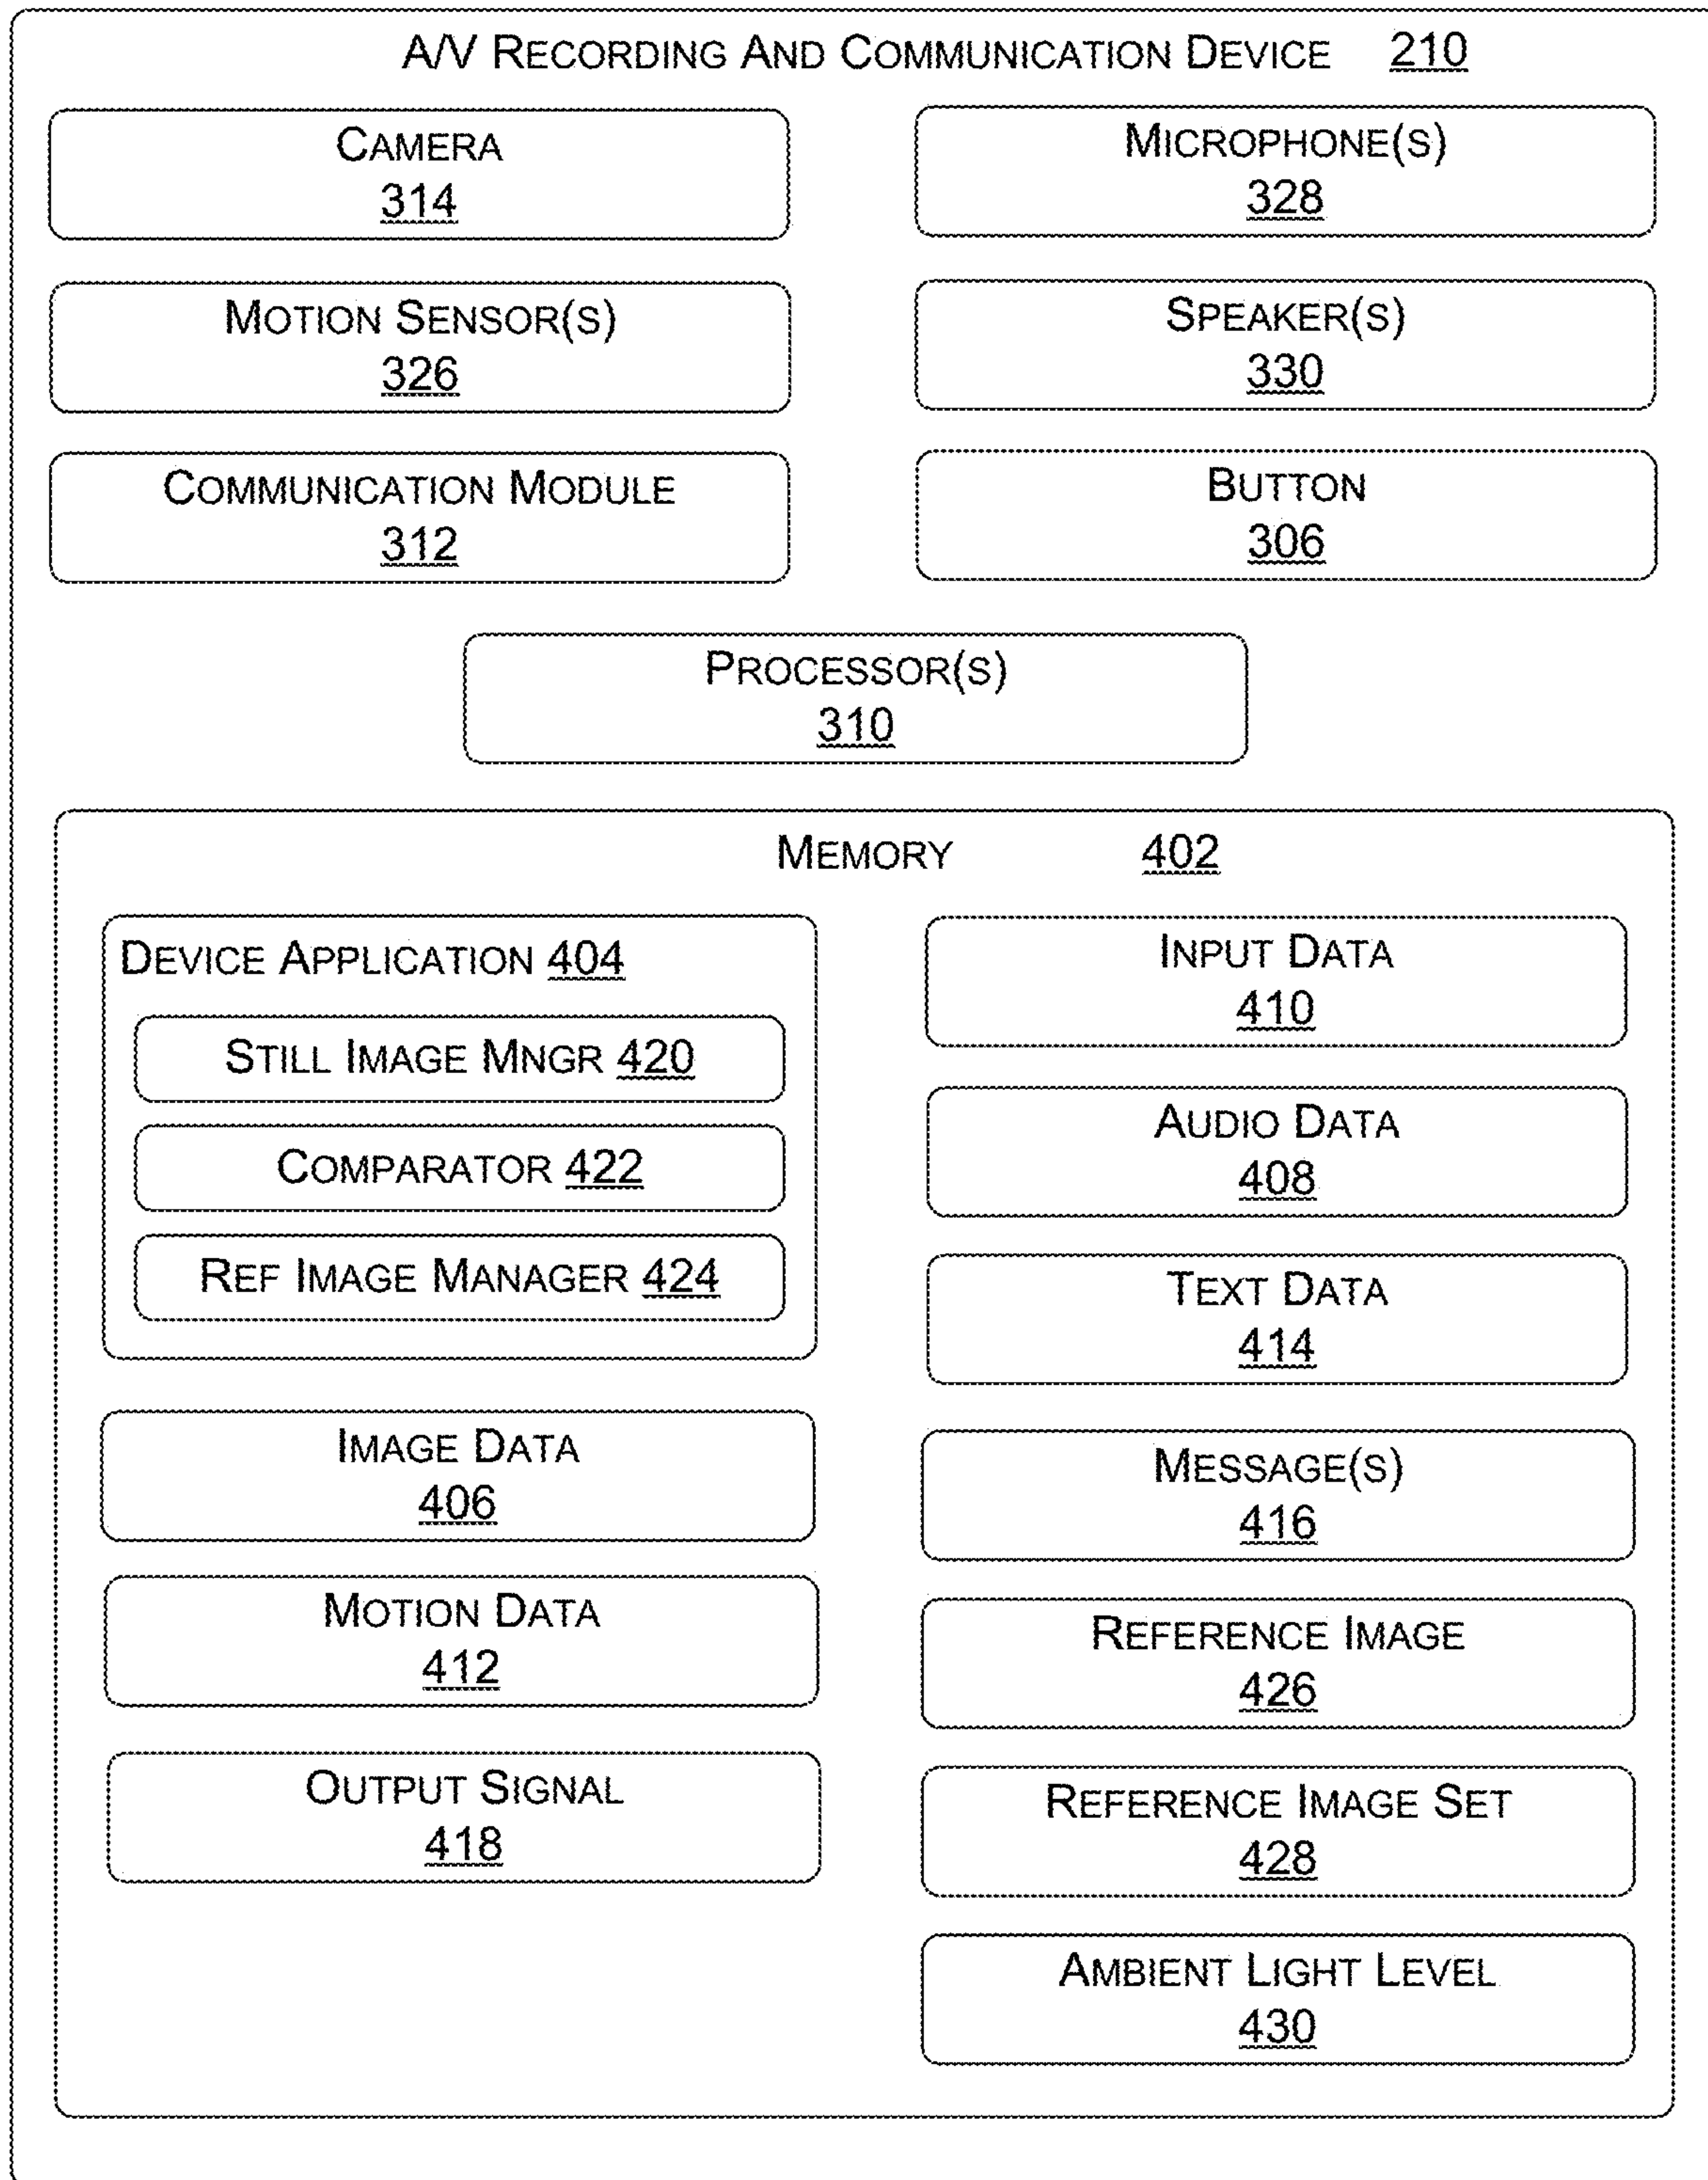 A/V RECORDING AND COMMUNICATION DEVICE 210
CAMERA
314
MICROPHONE(S)
328
MOTION SENSOR(S)
326
SPEAKER(S)
330
COMMUNICATION MODULE
312
BUTTON
306
PROCESSOR(S)
310
MEMORY 402
DEVICE APPLICATION 404
STILL IMAGE MNGR 420
COMPARATOR 422
REF IMAGE MANAGER 424
IMAGE DATA
406
MOTION DATA
412
OUTPUT SIGNAL
418
INPUT DATA
410
AUDIO DATA
408
TEXT DATA
414
MESSAGE(S)
416
REFERENCE IMAGE
426
REFERENCE IMAGE SET
428
AMBIENT LIGHT LEVEL
430